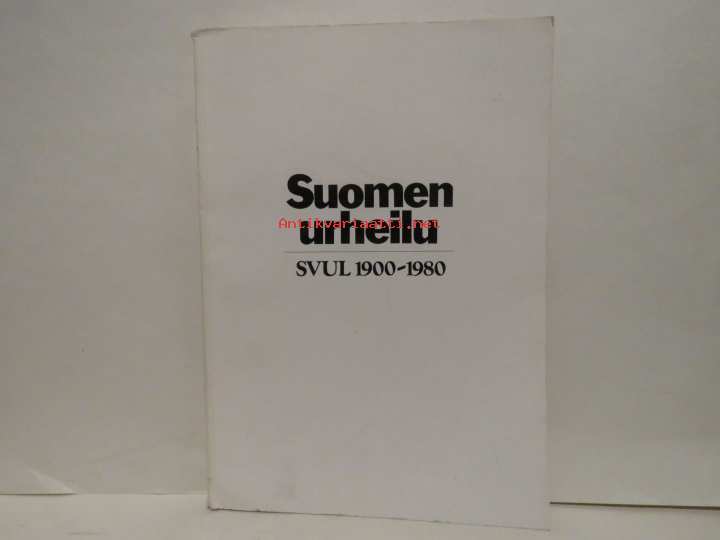 Suomen
Antikvariaatti.net
urheilu
SVUL 1900-1980